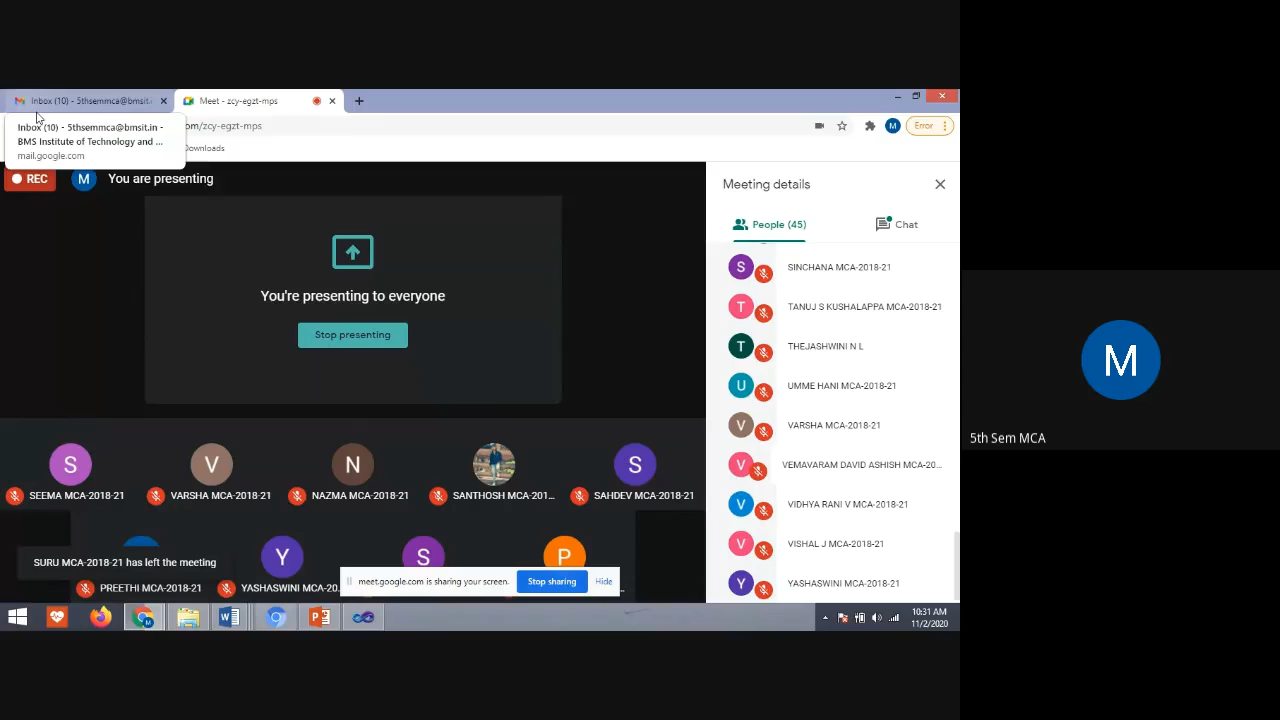 Inbox (10) - 5thsemmca@bmsit.
Meet - zcy-egzt-mps
Inbox (10) - 5thsemmca@bmsit.in -
BMS Institute of Technology and ...
mail.google.com
om/zcy-egzt-mps
M
Error
Downloads
REC
M
You are presenting
You're presenting to everyone
Stop presenting
Meeting details
People (45)
Chat
S
SINCHANA MCA-2018-21
T
TANUJ S KUSHALAPPA MCA-2018-21
T
THEJASHWINI N L
U
UMME HANI MCA-2018-21
V
VARSHA MCA-2018-21
V
VEMAVARAM DAVID ASHISH MCA-20...
V
VIDHYA RANI V MCA-2018-21
V
VISHAL J MCA-2018-21
Y
YASHASWINI MCA-2018-21
S
V
N
S
SEEMA MCA-2018-21
VARSHA MCA-2018-21
NAZMA MCA-2018-21
SANTHOSH MCA-201...
SAHDEV MCA-2018-21
Y
S
P
SURU MCA-2018-21 has left the meeting
PREETHI MCA-2018-21
YASHASWINI MCA-20...
meet.google.com is sharing your screen.
Stop sharing
Hide
10:31 AM
11/2/2020
M
5th Sem MCA